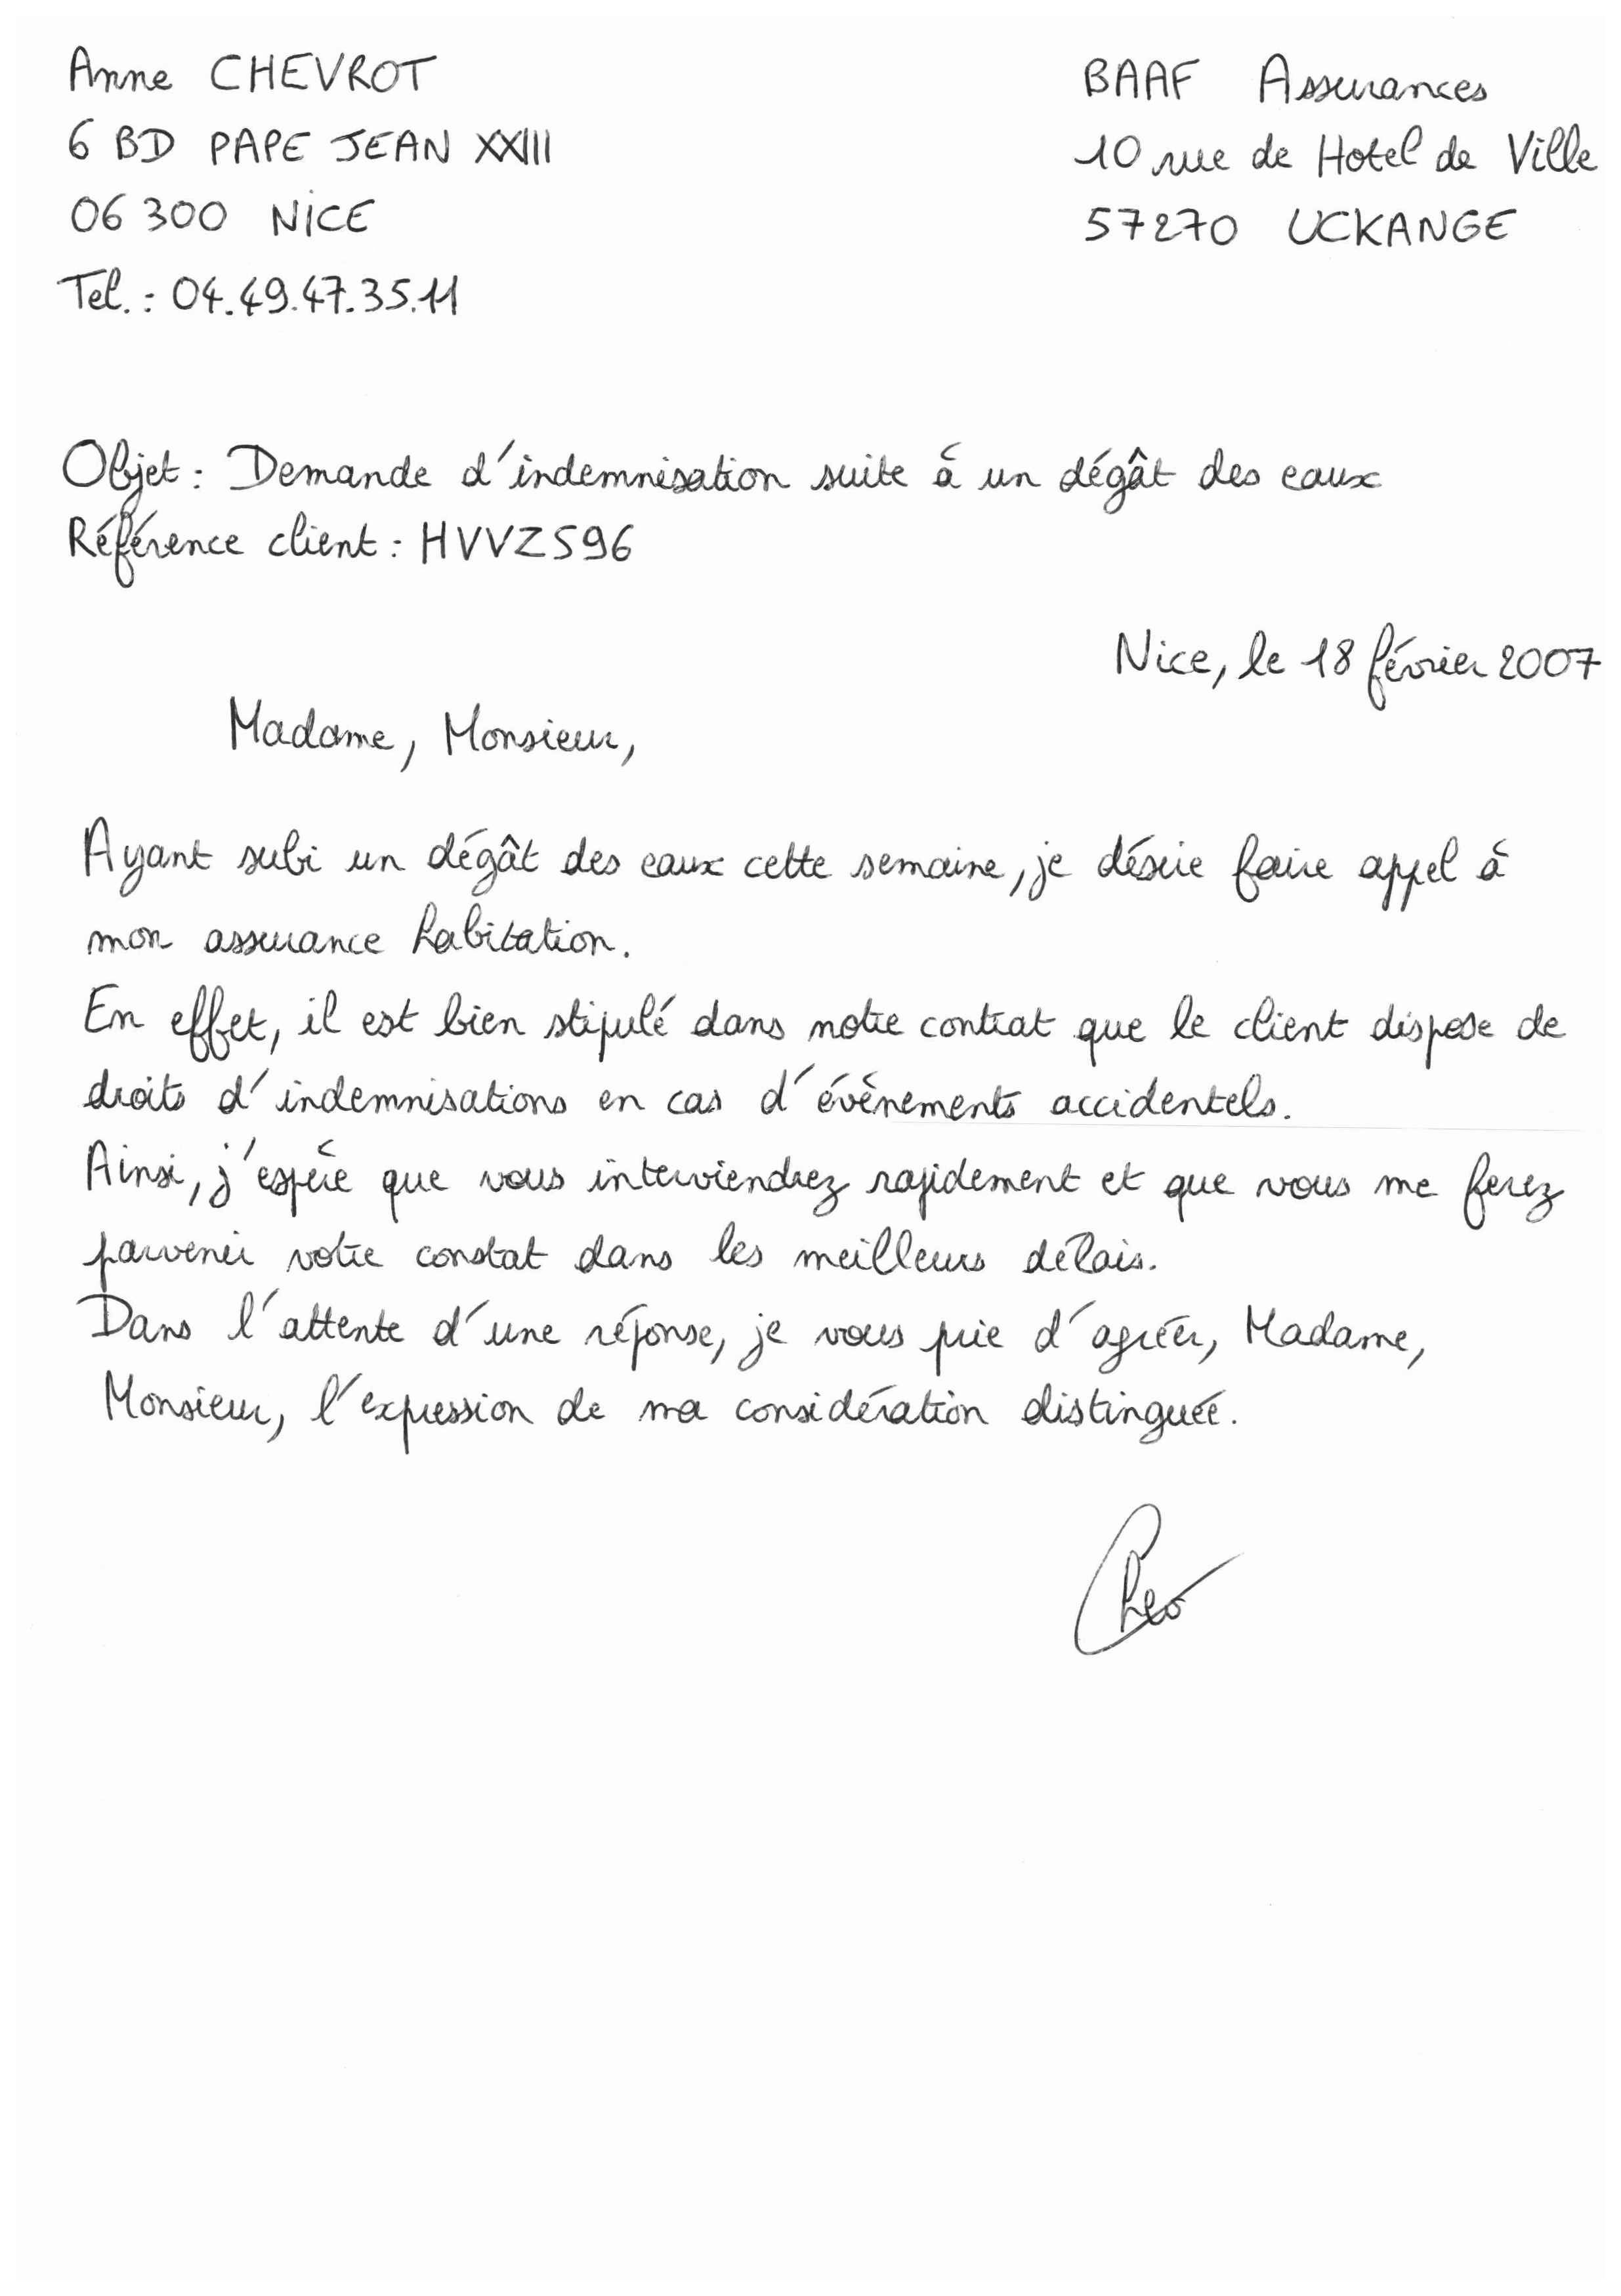 Anne CHEVROT
6 BD PAPE JEAN XXIII
06 300 NICE
Tel. : 04.49.47.35.11
BAAF Assurances
10 rue de Hotel de Ville
57270 UCKANGE
Objet : Demande d'indemnisation suite à un dégât des eaux
Référence client : HVVZ596
Nice, le 18 février 2007
Madame, Monsieur,
Ayant subi un dégât des eaux cette semaine, je désire faire appel à
mon assurance habitation.
En effet, il est bien stipulé dans notre contrat que le client dispose de
droits d'indemnisations en cas d'évènements accidentels.
Ainsi, j'espère que vous interviendrez rapidement et que vous me ferez
parvenir votre constat dans les meilleurs délais.
Dans l'attente d'une réponse, je vous prie d'agréer, Madame,
Monsieur, l'expression de ma considération distinguée.